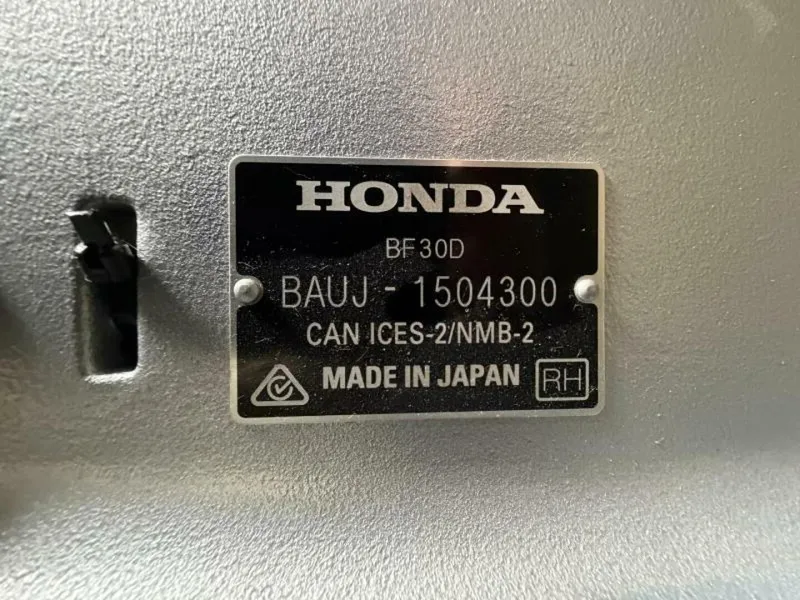 HONDA
BF30D
BAUJ - 1504300
CAN ICES-2/NMB-2
MADE IN JAPAN RH